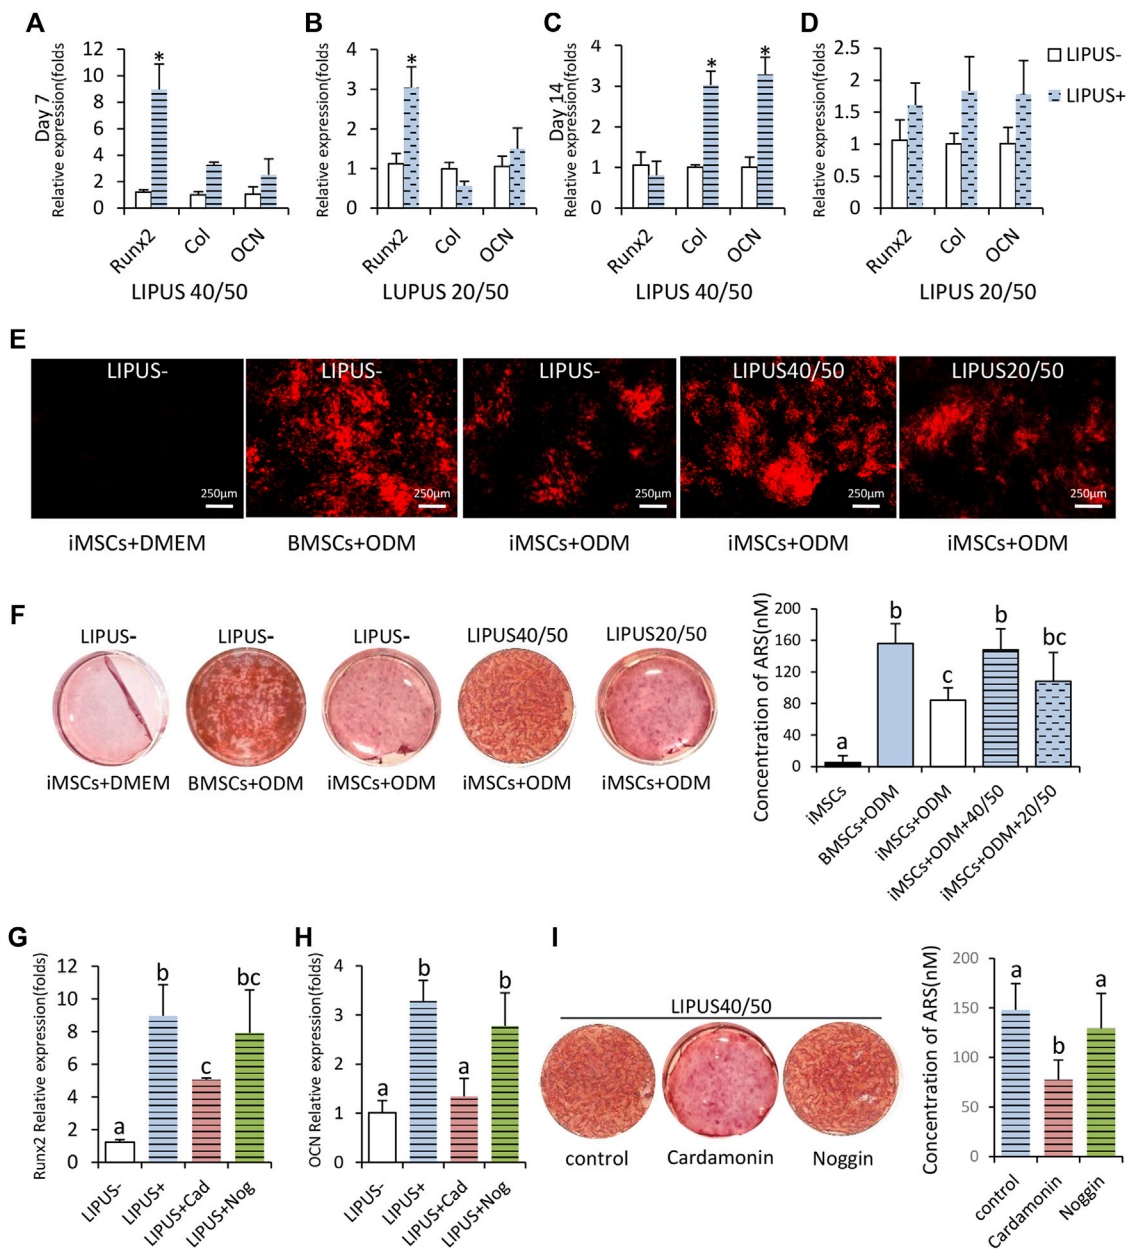 A
Day 7
Relative expression(folds
12
10
8
6
4
2
0
*
Runx2
Col
OCN
LIPUS 40/50
B
Relative expression(folds
4
3
2
1
0
*
Runx2
Col
OCN
LUPUS 20/50
C
Day 14
Relative expression(folds
4
3
2
1
0
*
*
Runx2
Col
OCN
LIPUS 40/50
D
Relative expression(folds
2.5
2
1.5
1
0.5
0
Runx2
Col
OCN
LIPUS 20/50
LIPUS-
LIPUS+
E
LIPUS-
LIPUS-
LIPUS-
LIPUS40/50
LIPUS20/50
250μm
250μm
250μm
250μm
250μm
iMSCs+DMEM
BMSCs+ODM
iMSCs+ODM
iMSCs+ODM
iMSCs+ODM
F
LIPUS-
LIPUS-
LIPUS-
LIPUS40/50
LIPUS20/50
iMSCs+DMEM
BMSCs+ODM
iMSCs+ODM
iMSCs+ODM
iMSCs+ODM
Concentration of ARS(nM)
200
160
120
80
40
0
a
b
c
b
bc
iMSCs
BMSCs+ODM
iMSCs+ODM
iMSCs+ODM+40/50
iMSCs+ODM+20/50
G
Runx2 Relative expression(folds)
12
10
8
6
4
2
0
a
b
c
bc
LIPUS-
LIPUS+
LIPUS+Cad
LIPUS+Nog
H
OCN Relative expression(folds)
4
3
2
1
0
a
b
a
b
LIPUS-
LIPUS+
LIPUS+Cad
LIPUS+Nog
I
LIPUS40/50
control
Cardamonin
Noggin
Concentration of ARS(nM)
200
150
100
50
0
a
b
a
control
Cardamonin
Noggin